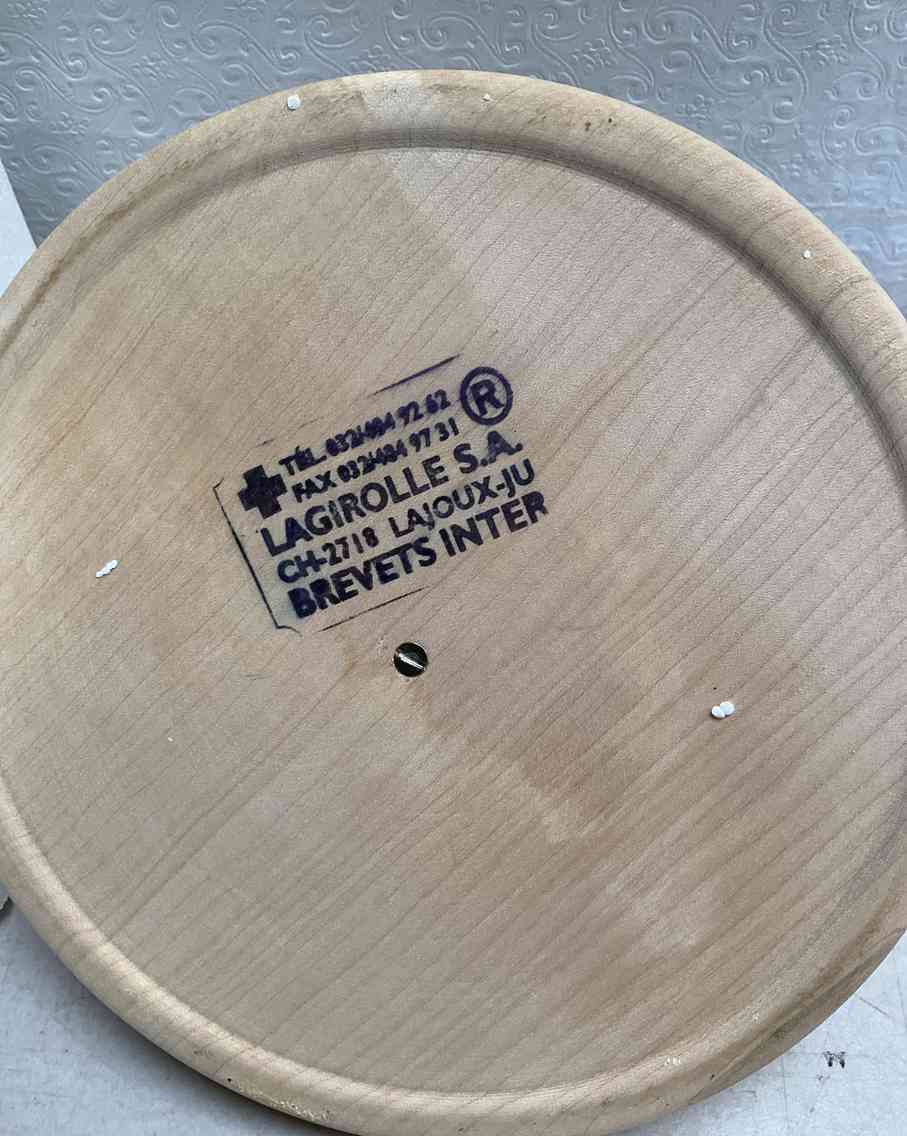 TÉL. 032/484 92 62
FAX 032/484 97 31
®
LAGIROLLE S.A.
CH-2718 LAJOUX-JU
BREVETS INTER